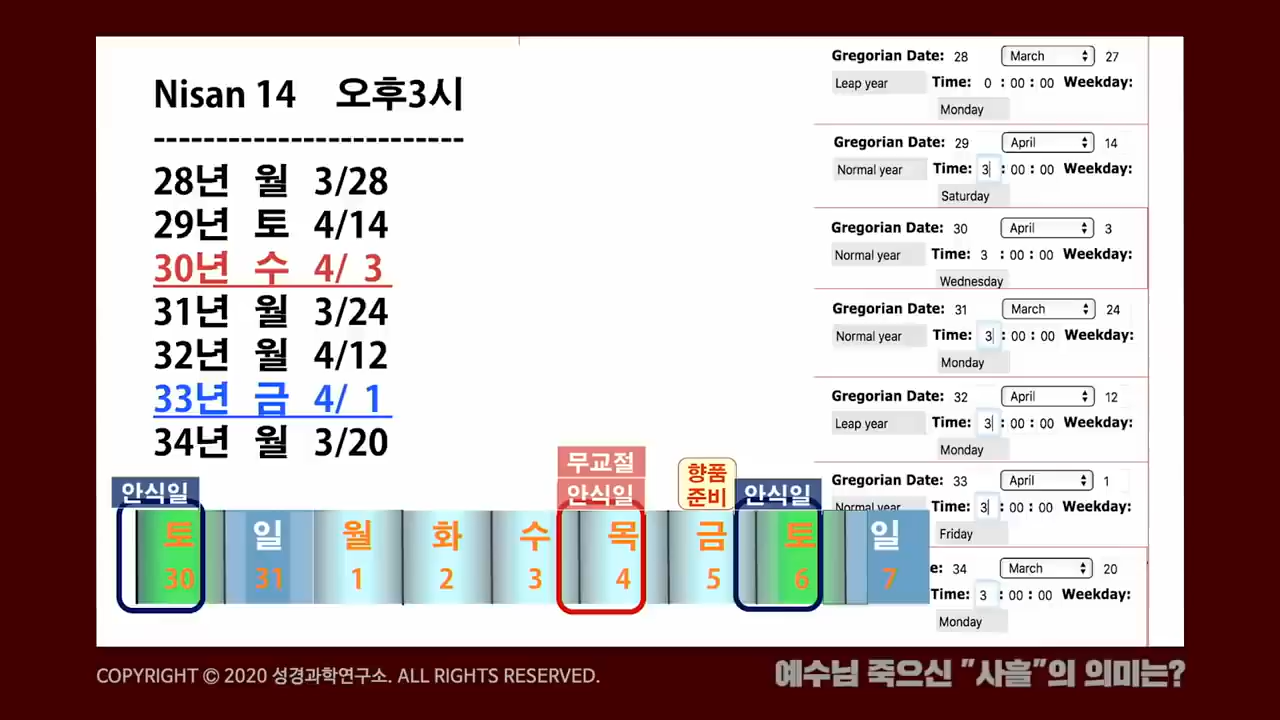 Nisan 14 오후3시
-------------------------
28년 월 3/28
29년 토 4/14
30년 수 4/ 3
31년 월 3/24
32년 월 4/12
33년 금 4/ 1
34년 월 3/20
Gregorian Date: 28 March 27
Leap year Time: 0 : 00 : 00 Weekday:
Monday
Gregorian Date: 29 April 14
Normal year Time: 3 : 00 : 00 Weekday:
Saturday
Gregorian Date: 30 April 3
Normal year Time: 3 : 00 : 00 Weekday:
Wednesday
Gregorian Date: 31 March 24
Normal year Time: 3 : 00 : 00 Weekday:
Monday
Gregorian Date: 32 April 12
Leap year Time: 3 : 00 : 00 Weekday:
Monday
Gregorian Date: 33 April 1
Normal year Time: 3 : 00 : 00 Weekday:
Friday
e: 34 March 20
Time: 3 : 00 : 00 Weekday:
Monday
무교절
안식일 안식일 향품 준비 안식일
토 일 월 화 수 목 금 토 일
30 31 1 2 3 4 5 6 7
COPYRIGHT © 2020 성경과학연구소. ALL RIGHTS RESERVED.
예수님 죽으신 "사흘"의 의미는?